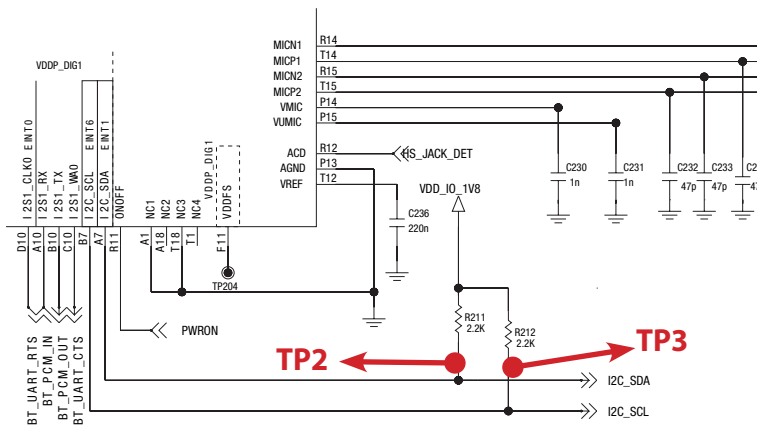 MICN1 R14
MICP1 T14
MICN2 R15
MICP2 T15
VMIC P14
VUMIC P15
ACD R12 HS_JACK_DET
AGND P13
VREF T12
VDDP_DIG1
I2S1_CLK0 EINT0
I2S1_RX
I2S1_TX
I2S1_WA0
I2C_SCL EINT6
I2C_SDA EINT1
ONOFF
NC1
NC2
NC3
NC4
VDDP_DIG1
VDDFS
D10
A10
B10
C10
B7
A7
R11
A1
A18
T18
T1
F11
TP204
C230
1n
C231
1n
C232
47p
C233
47p
C2
47
C236
220n
VDD_IO_1V8
R211
2.2K
R212
2.2K
PWRON
BT_UART_RTS
BT_PCM_IN
BT_PCM_OUT
BT_UART_CTS
TP2
TP3
I2C_SDA
I2C_SCL